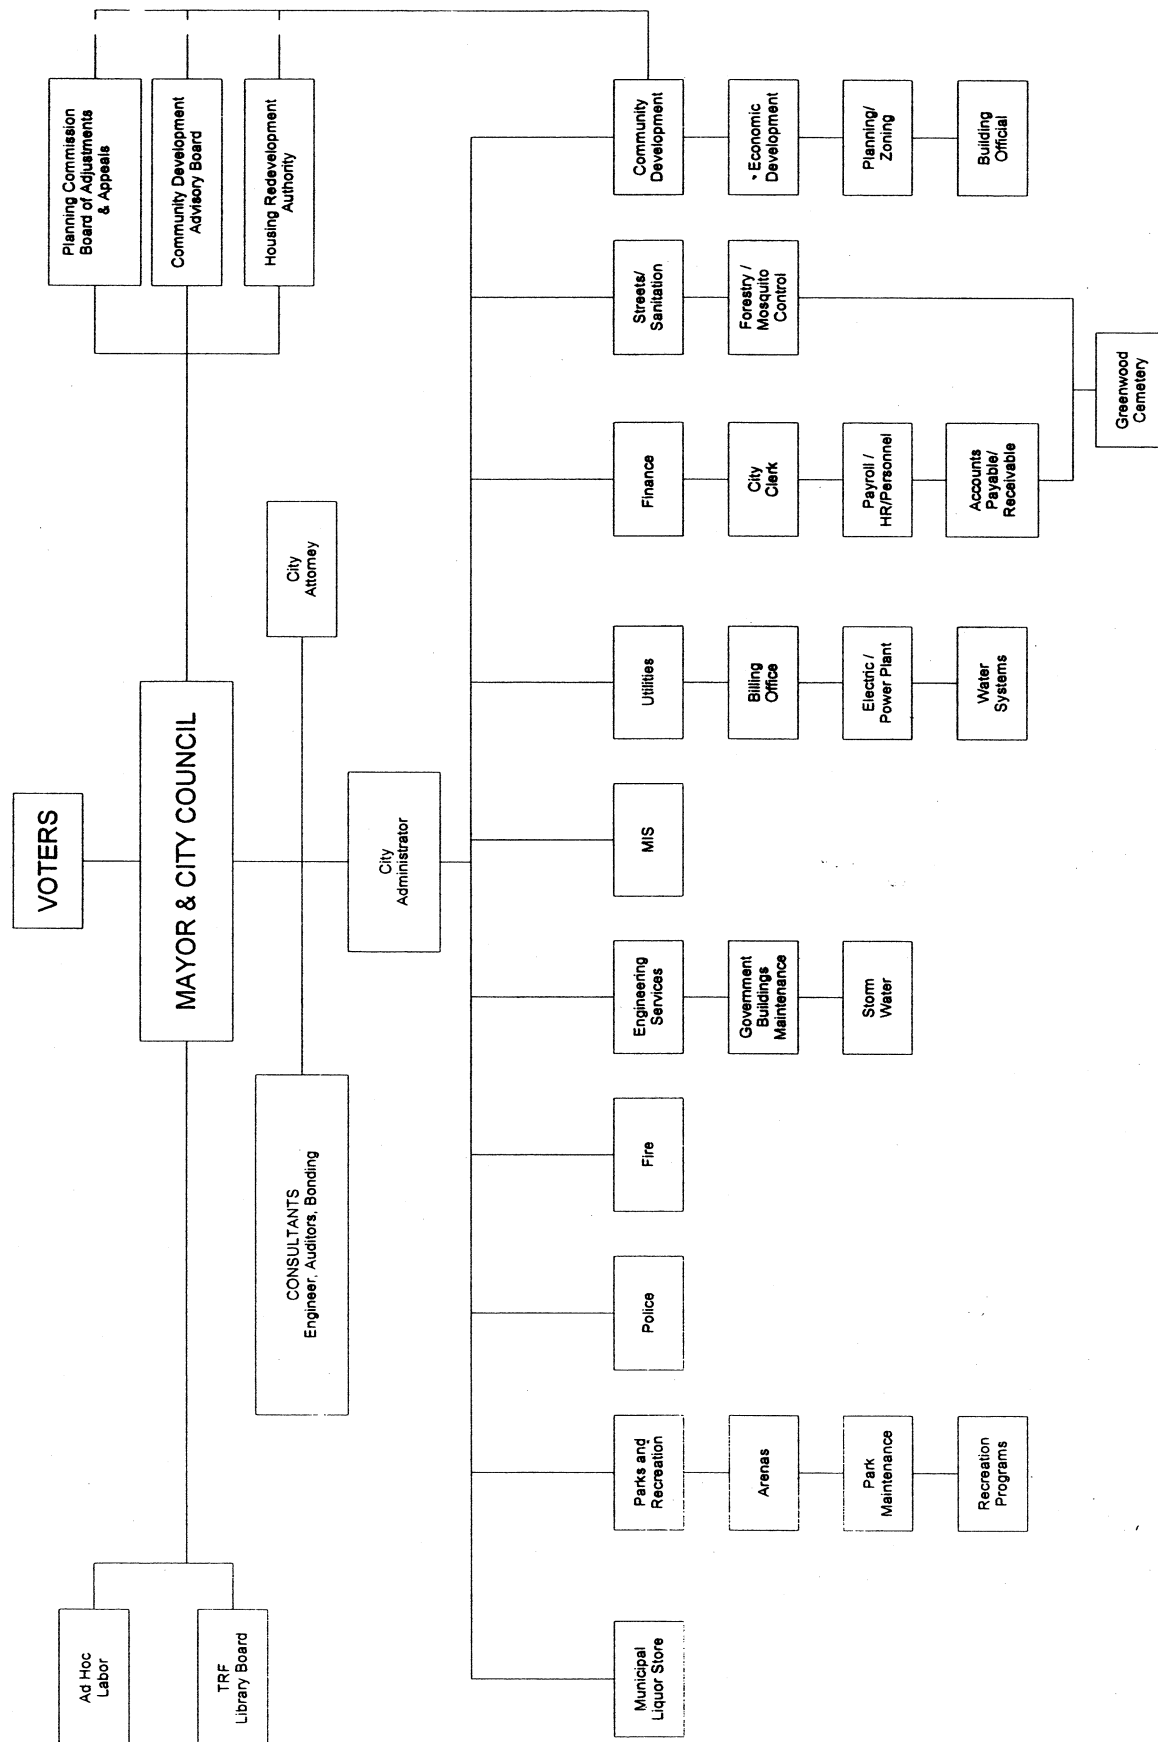 VOTERS
MAYOR & CITY COUNCIL
Ad Hoc
Labor
TRF
Library Board
Planning Commission
Board of Adjustments
& Appeals
Community Development
Advisory Board
Housing Redevelopment
Authority
CONSULTANTS
Engineer, Auditors, Bonding
City
Attorney
City
Administrator
Municipal
Liquor Store
Parks and
Recreation
Arenas
Park
Maintenance
Recreation
Programs
Police
Fire
Engineering
Services
Government
Buildings
Maintenance
Storm
Water
MIS
Utilities
Billing
Office
Electric /
Power Plant
Water
Systems
Finance
City
Clerk
Payroll /
HR/Personnel
Accounts
Payable/
Receivable
Streets/
Sanitation
Forestry /
Mosquito
Control
Greenwood
Cemetery
Community
Development
Economic
Development
Planning/
Zoning
Building
Official